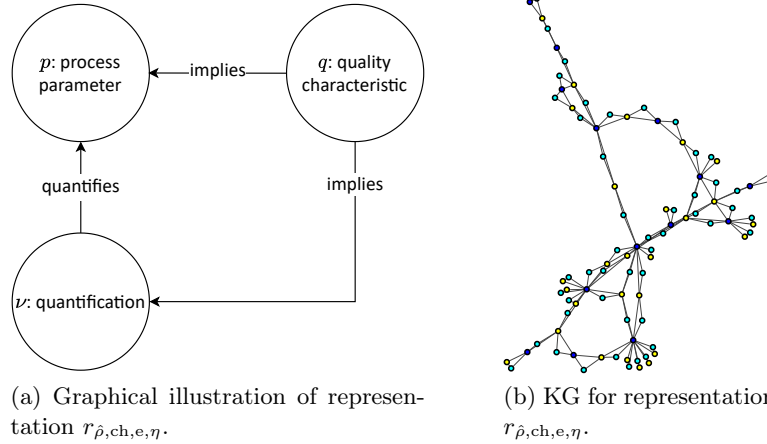 p: process
parameter
implies
q: quality
characteristic
quantifies
implies
ν: quantification
(a) Graphical illustration of represen-
tation r_{ρ̂,ch,e,η}.
(b) KG for representation
r_{ρ̂,ch,e,η}.